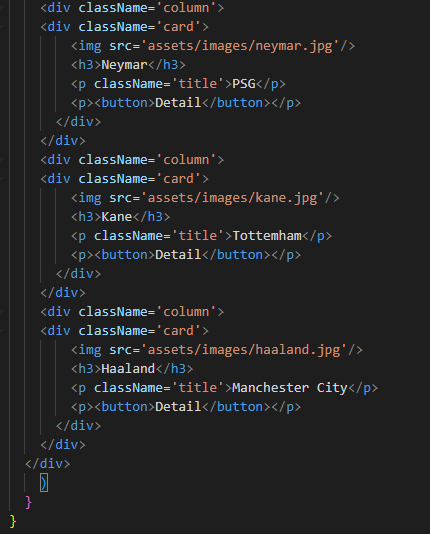 <div className='column'>
<div className='card'>
<img src='assets/images/neymar.jpg'/>
<h3>Neymar</h3>
<p className='title'>PSG</p>
<p><button>Detail</button></p>
</div>
</div>
<div className='column'>
<div className='card'>
<img src='assets/images/kane.jpg'/>
<h3>Kane</h3>
<p className='title'>Tottemham</p>
<p><button>Detail</button></p>
</div>
</div>
<div className='column'>
<div className='card'>
<img src='assets/images/haaland.jpg'/>
<h3>Haaland</h3>
<p className='title'>Manchester City</p>
<p><button>Detail</button></p>
</div>
</div>
</div>
)
}
}